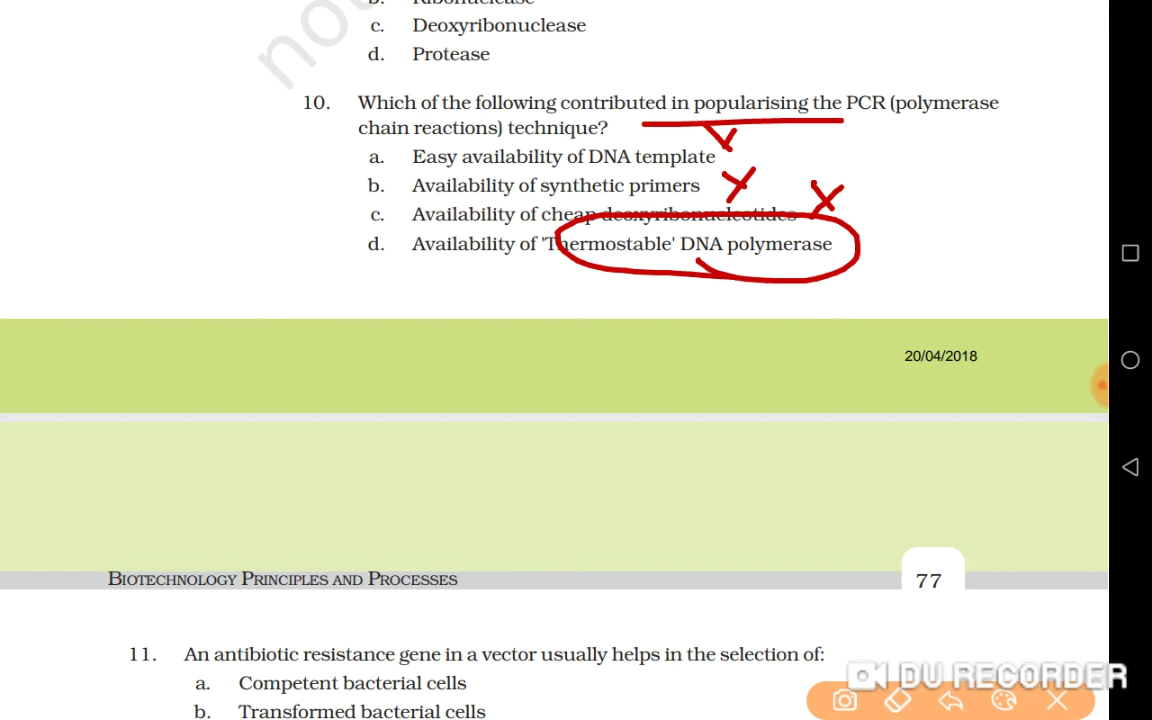 b. Ribonuclease
c. Deoxyribonuclease
d. Protease
not
10. Which of the following contributed in popularising the PCR (polymerase
chain reactions) technique?
a. Easy availability of DNA template
b. Availability of synthetic primers
c. Availability of cheap deoxyribonucleotides
d. Availability of 'Thermostable' DNA polymerase
20/04/2018
BIOTECHNOLOGY PRINCIPLES AND PROCESSES 77
11. An antibiotic resistance gene in a vector usually helps in the selection of:
a. Competent bacterial cells
b. Transformed bacterial cells
DU RECORDER